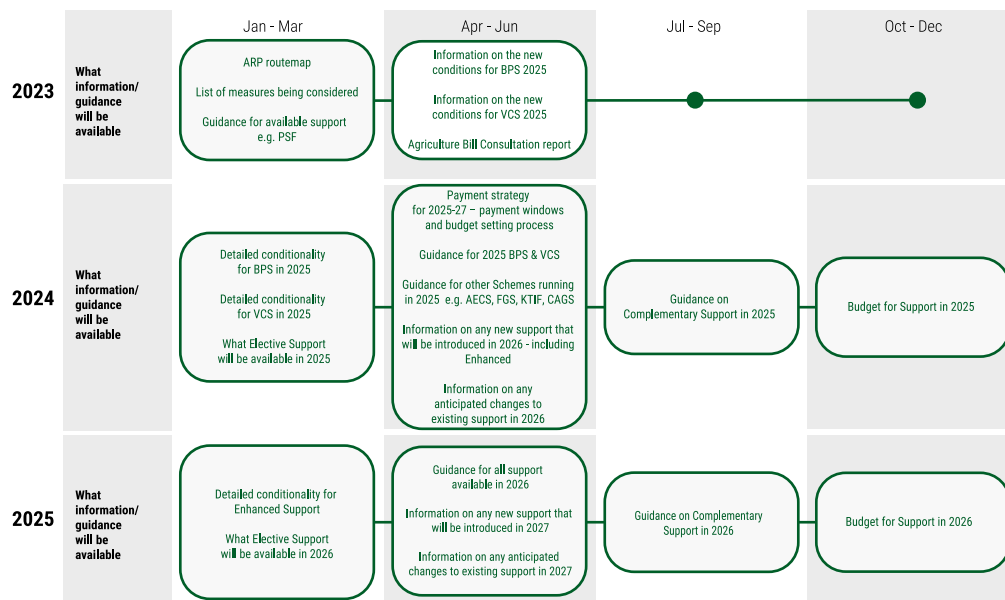 Jan - Mar
Apr - Jun
Jul - Sep
Oct - Dec
2023
What
information/
guidance
will be
available
ARP routemap
List of measures being considered
Guidance for available support
e.g. PSF
Information on the new
conditions for BPS 2025
Information on the new
conditions for VCS 2025
Agriculture Bill Consultation report
2024
What
information/
guidance
will be
available
Detailed conditionality
for BPS in 2025
Detailed conditionality
for VCS in 2025
What Elective Support
will be available in 2025
Payment strategy
for 2025-27 – payment windows
and budget setting process
Guidance for 2025 BPS & VCS
Guidance for other Schemes running
in 2025 e.g. AECS, FGS, KTIF, CAGS
Information on any new support that
will be introduced in 2026 - including
Enhanced
Information on any
anticipated changes to
existing support in 2026
Guidance on
Complementary Support in 2025
Budget for Support in 2025
2025
What
information/
guidance
will be
available
Detailed conditionality for
Enhanced Support
What Elective Support
will be available in 2026
Guidance for all support
available in 2026
Information on any new support that
will be introduced in 2027
Information on any anticipated
changes to existing support in 2027
Guidance on Complementary
Support in 2026
Budget for Support in 2026